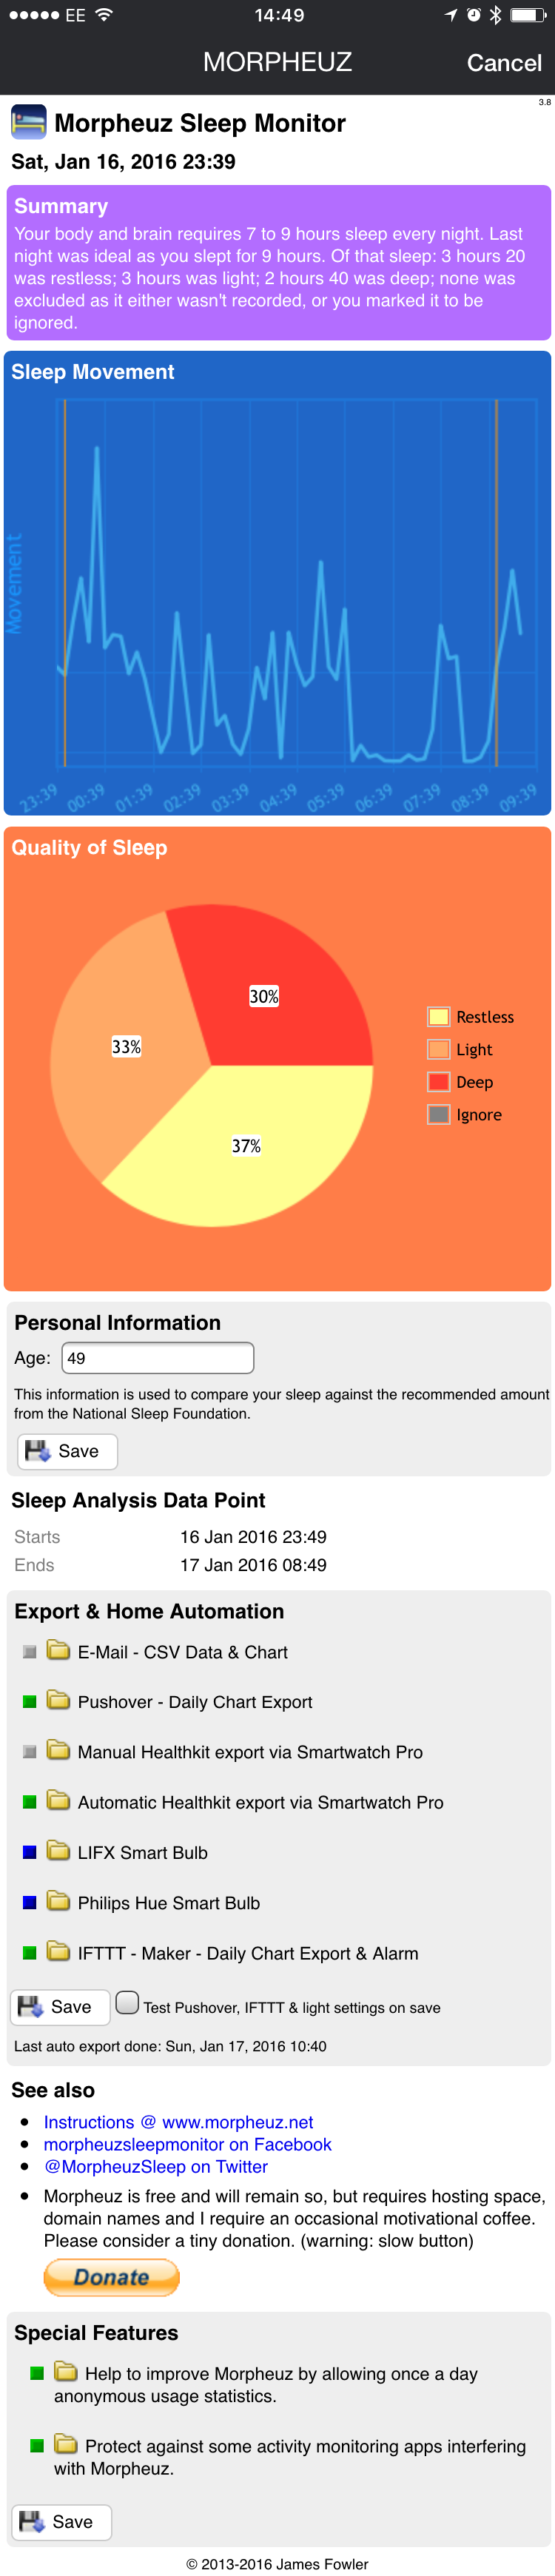 EE 14:49
MORPHEUZ Cancel
3.8
Morpheuz Sleep Monitor
Sat, Jan 16, 2016 23:39
Summary
Your body and brain requires 7 to 9 hours sleep every night. Last
night was ideal as you slept for 9 hours. Of that sleep: 3 hours 20
was restless; 3 hours was light; 2 hours 40 was deep; none was
excluded as it either wasn't recorded, or you marked it to be
ignored.
Sleep Movement
Movement
23:39 00:39 01:39 02:39 03:39 04:39 05:39 06:39 07:39 08:39 09:39
Quality of Sleep
30%
33%
37%
Restless
Light
Deep
Ignore
Personal Information
Age: 49
This information is used to compare your sleep against the recommended amount
from the National Sleep Foundation.
Save
Sleep Analysis Data Point
Starts 16 Jan 2016 23:49
Ends 17 Jan 2016 08:49
Export & Home Automation
E-Mail - CSV Data & Chart
Pushover - Daily Chart Export
Manual Healthkit export via Smartwatch Pro
Automatic Healthkit export via Smartwatch Pro
LIFX Smart Bulb
Philips Hue Smart Bulb
IFTTT - Maker - Daily Chart Export & Alarm
Save Test Pushover, IFTTT & light settings on save
Last auto export done: Sun, Jan 17, 2016 10:40
See also
• Instructions @ www.morpheuz.net
• morpheuzsleepmonitor on Facebook
• @MorpheuzSleep on Twitter
• Morpheuz is free and will remain so, but requires hosting space,
domain names and I require an occasional motivational coffee.
Please consider a tiny donation. (warning: slow button)
Donate
Special Features
Help to improve Morpheuz by allowing once a day
anonymous usage statistics.
Protect against some activity monitoring apps interfering
with Morpheuz.
Save
© 2013-2016 James Fowler